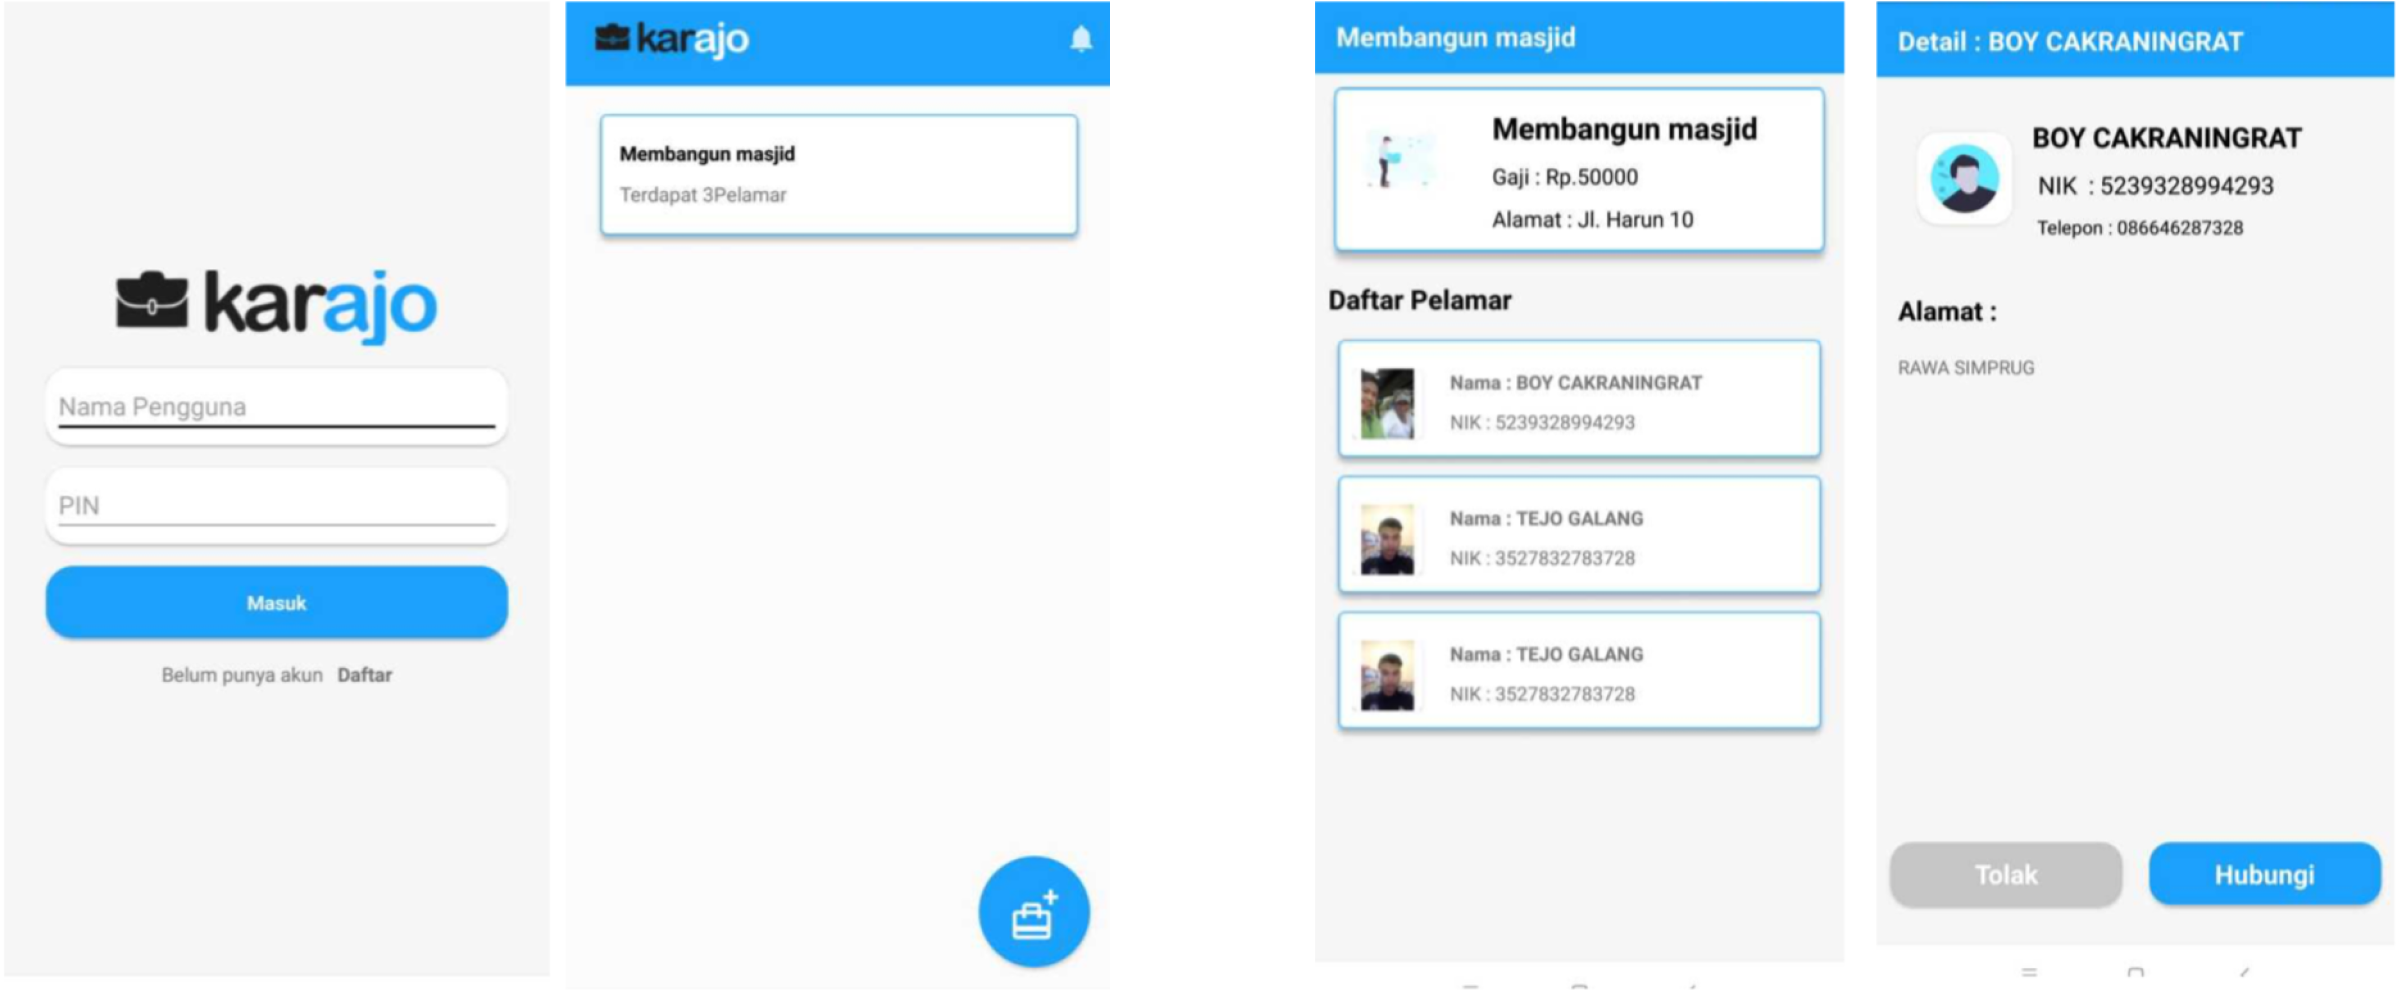 karajo
Nama Pengguna
PIN
Masuk
Belum punya akun Daftar
karajo
Membangun masjid
Terdapat 3Pelamar
Membangun masjid
Membangun masjid
Gaji : Rp.50000
Alamat : Jl. Harun 10
Daftar Pelamar
Nama : BOY CAKRANINGRAT
NIK : 5239328994293
Nama : TEJO GALANG
NIK : 3527832783728
Nama : TEJO GALANG
NIK : 3527832783728
Detail : BOY CAKRANINGRAT
BOY CAKRANINGRAT
NIK : 5239328994293
Telepon : 086646287328
Alamat :
RAWA SIMPRUG
Tolak
Hubungi